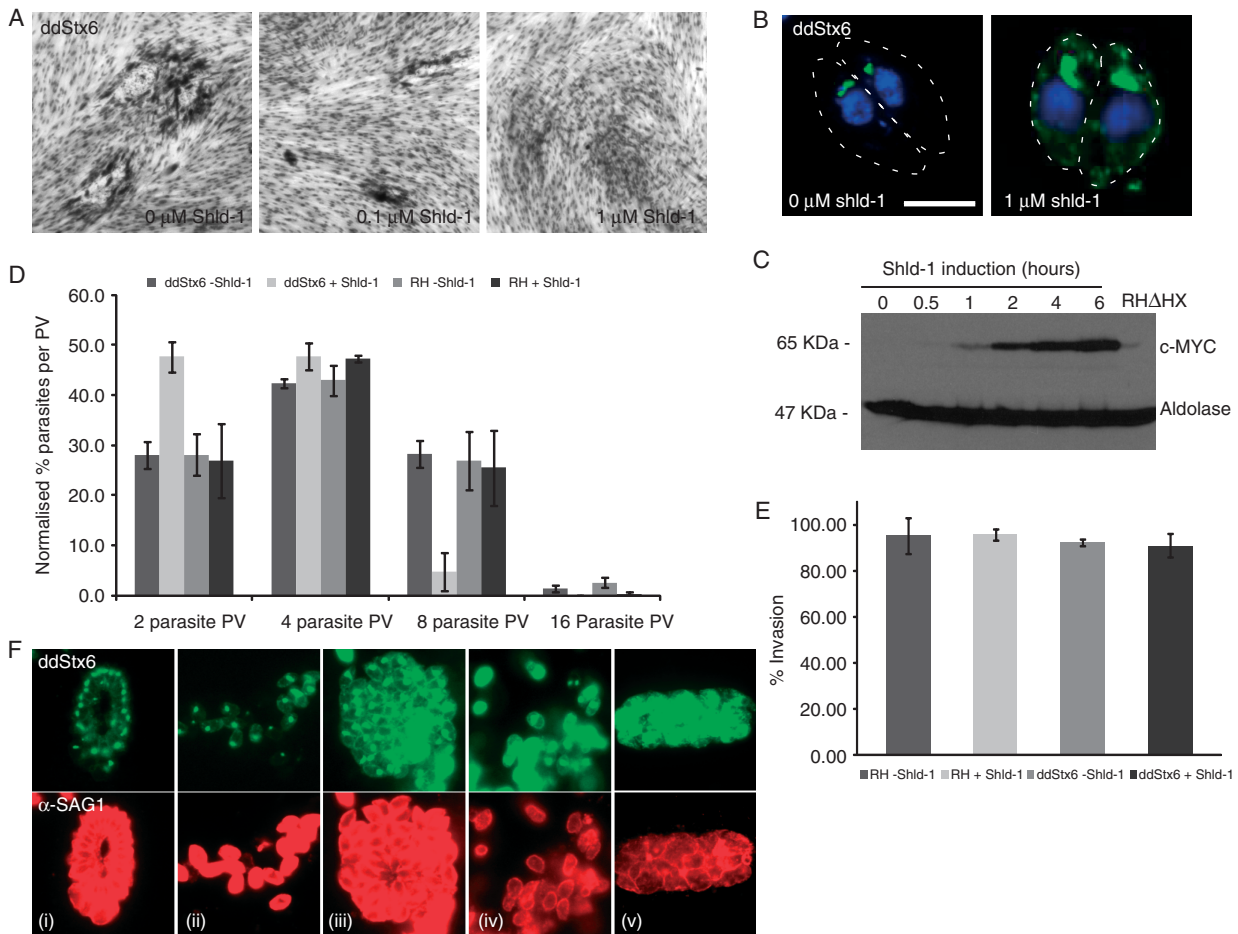 A
ddStx6
0 µM Shld-1
0.1 µM Shld-1
1 µM Shld-1
B
ddStx6
0 µM shld-1
1 µM shld-1
C
Shld-1 induction (hours)
0 0.5 1 2 4 6 RHΔHX
65 KDa -
c-MYC
47 KDa -
Aldolase
D
ddStx6 -Shld-1 ddStx6 + Shld-1 RH -Shld-1 RH + Shld-1
Normalised % parasites per PV
60.0
50.0
40.0
30.0
20.0
10.0
0.0
2 parasite PV 4 parasite PV 8 parasite PV 16 Parasite PV
E
% Invasion
100.00
80.00
60.00
40.00
20.00
0.00
RH -Shld-1 RH + Shld-1 ddStx6 -Shld-1 ddStx6 + Shld-1
F
ddStx6
α-SAG1
(i) (ii) (iii) (iv) (v)